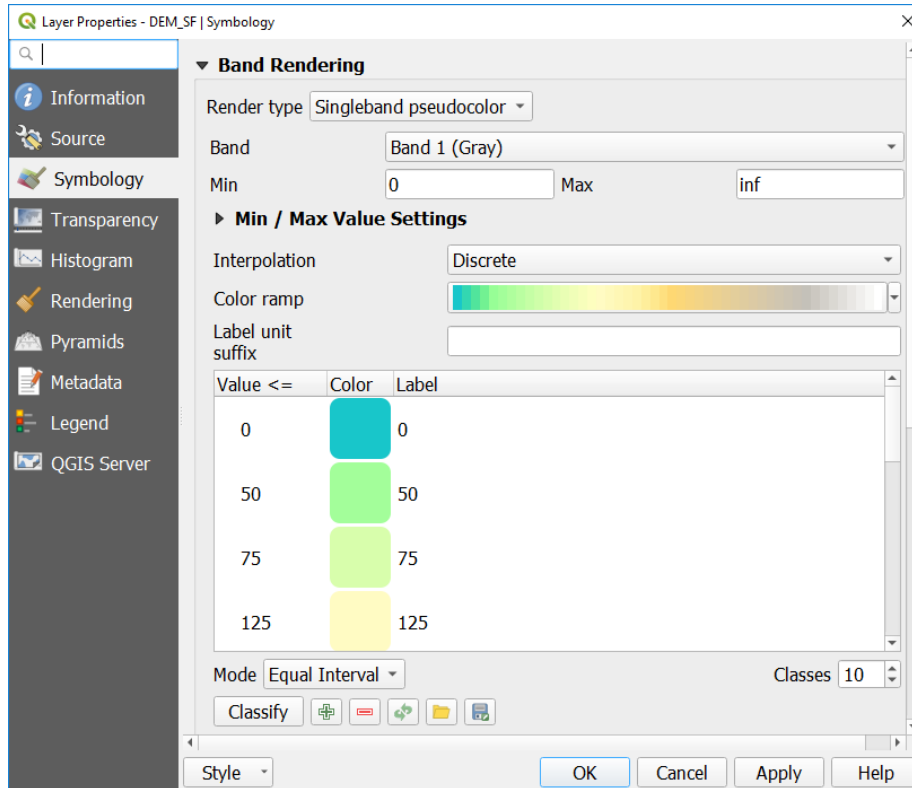 Layer Properties - DEM_SF | Symbology
Information
Source
Symbology
Transparency
Histogram
Rendering
Pyramids
Metadata
Legend
QGIS Server
Band Rendering
Render type Singleband pseudocolor
Band Band 1 (Gray)
Min 0 Max inf
Min / Max Value Settings
Interpolation Discrete
Color ramp
Label unit
suffix
Value <= Color Label
0 0
50 50
75 75
125 125
Mode Equal Interval Classes 10
Classify
Style OK Cancel Apply Help